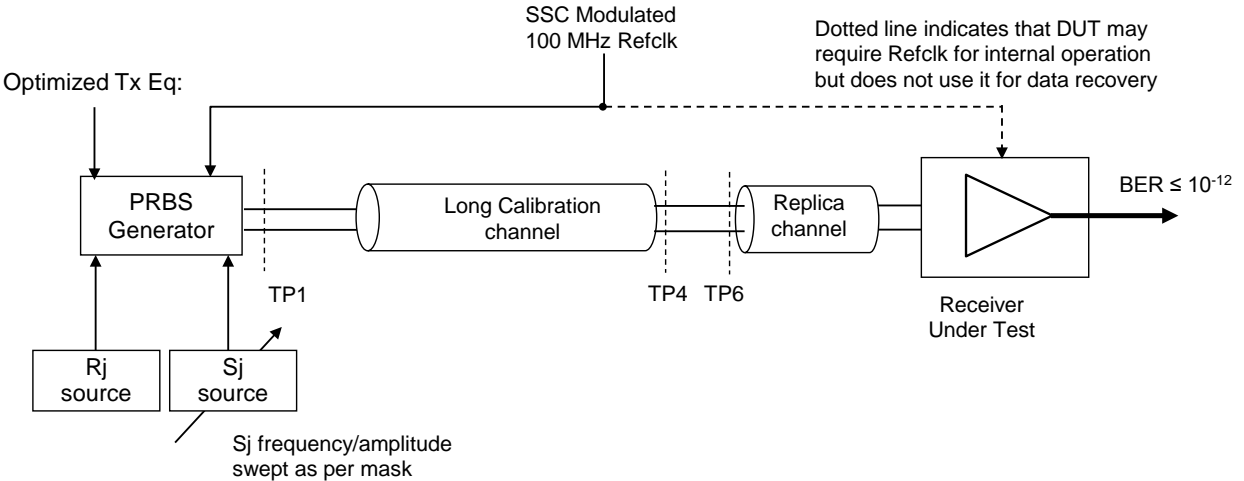 SSC Modulated
100 MHz Refclk
Dotted line indicates that DUT may
require Refclk for internal operation
but does not use it for data recovery
Optimized Tx Eq:
PRBS
Generator
Long Calibration
channel
Replica
channel
BER ≤ 10⁻¹²
TP1
TP4
TP6
Receiver
Under Test
Rj
source
Sj
source
Sj frequency/amplitude
swept as per mask